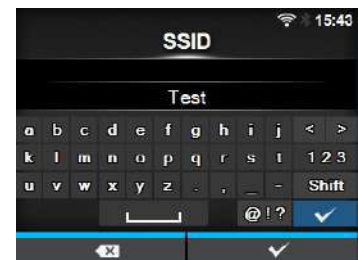 15:43
SSID
Test
a b c d e f g h i j < >
k l m n o p q r s t 123
u v w x y z . , _ - Shift
@!?